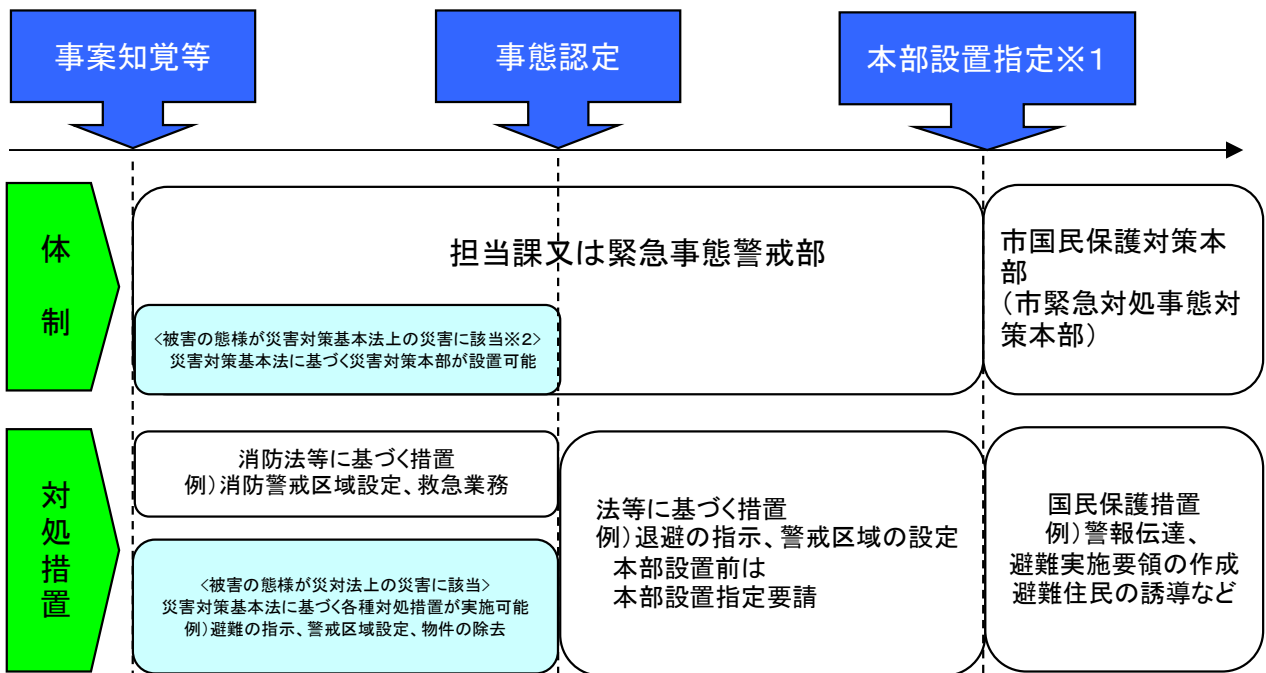 事案知覚等
事態認定
本部設置指定※１
体
制
担当課又は緊急事態警戒部
<被害の態様が災害対策基本法上の災害に該当※２>
災害対策基本法に基づく災害対策本部が設置可能
市国民保護対策本
部
（市緊急対処事態対
策本部）
対
処
措
置
消防法等に基づく措置
例）消防警戒区域設定、救急業務
<被害の態様が災対法上の災害に該当>
災害対策基本法に基づく各種対処措置が実施可能
例）避難の指示、警戒区域設定、物件の除去
法等に基づく措置
例）退避の指示、警戒区域の設定
本部設置前は
本部設置指定要請
国民保護措置
例）警報伝達、
避難実施要領の作成
避難住民の誘導など